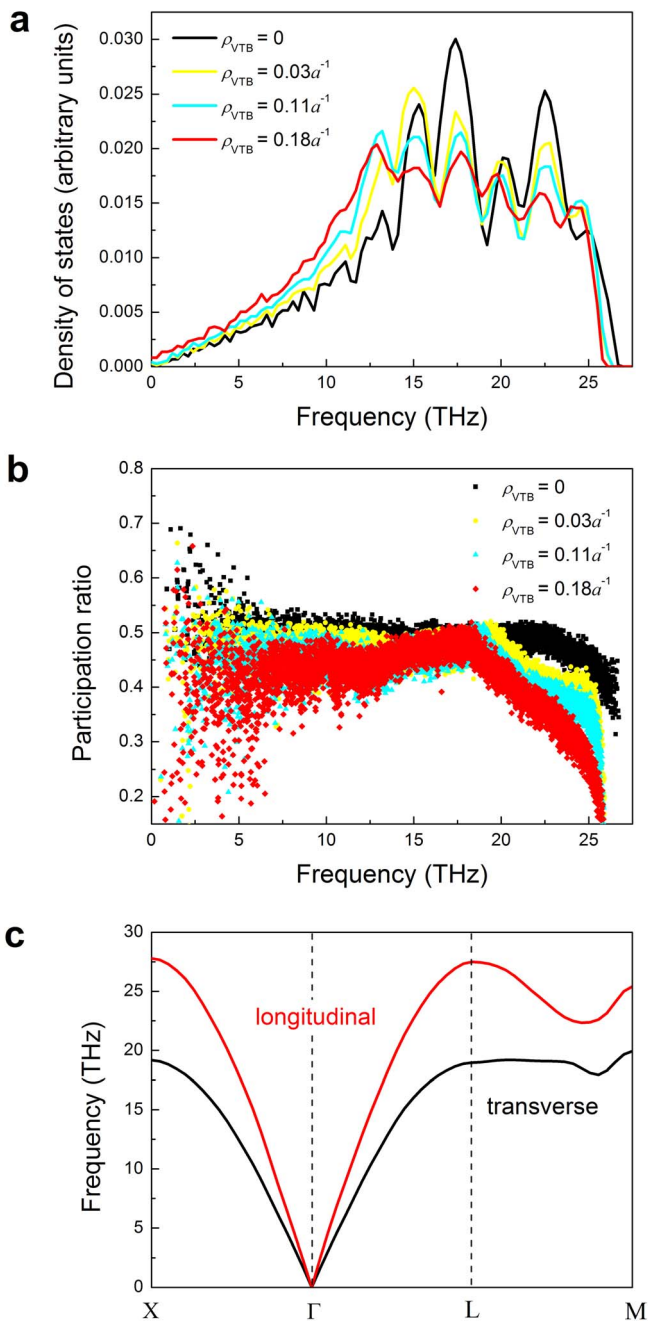 a
Density of states (arbitrary units)
0.030
0.025
0.020
0.015
0.010
0.005
0.000
ρVTB = 0
ρVTB = 0.03a-1
ρVTB = 0.11a-1
ρVTB = 0.18a-1
0 5 10 15 20 25
Frequency (THz)
b
Participation ratio
0.8
0.7
0.6
0.5
0.4
0.3
0.2
ρVTB = 0
ρVTB = 0.03a-1
ρVTB = 0.11a-1
ρVTB = 0.18a-1
0 5 10 15 20 25
Frequency (THz)
c
Frequency (THz)
30
25
20
15
10
5
0
longitudinal
transverse
X Γ L M